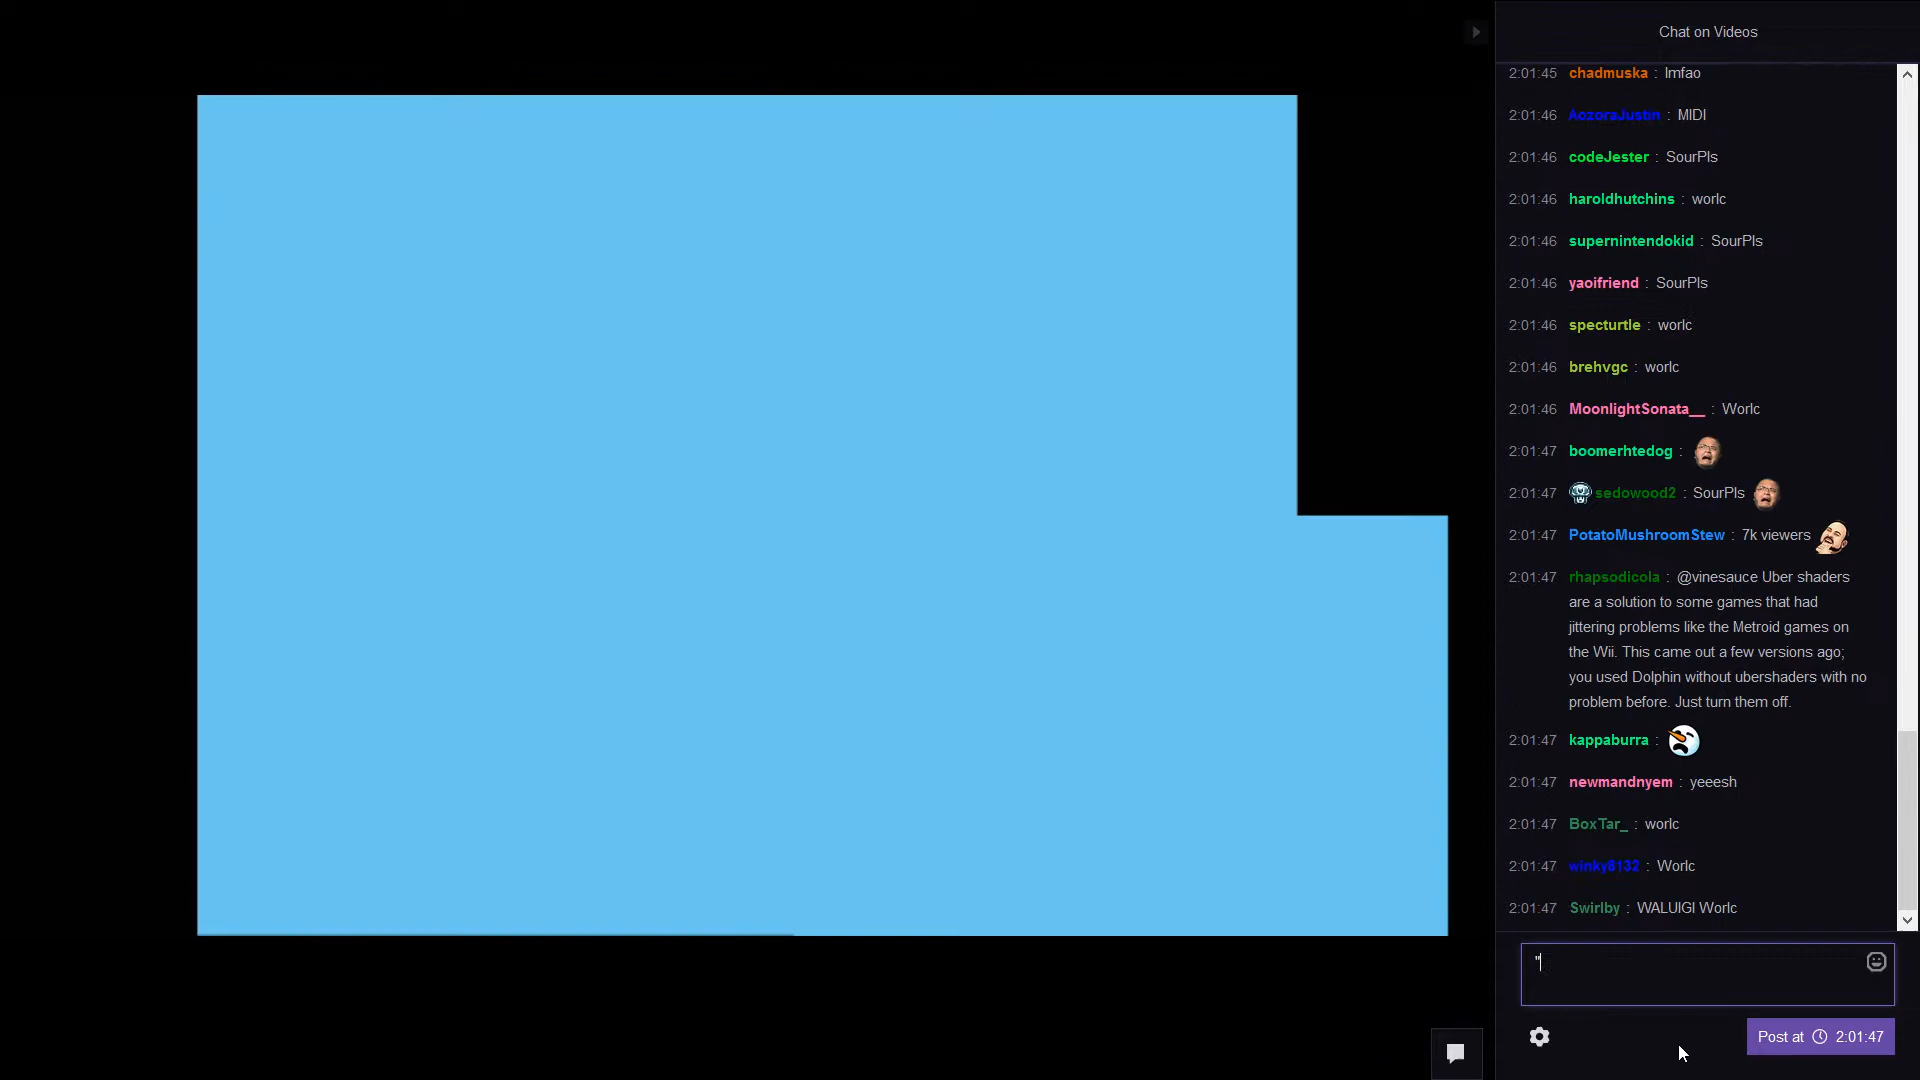 Chat on Videos
2:01:45 chadmuska : lmfao
2:01:46 AozoraJustin : MIDI
2:01:46 codeJester : SourPls
2:01:46 haroldhutchins : worlc
2:01:46 supernintendokid : SourPls
2:01:46 yaoifriend : SourPls
2:01:46 specturtle : worlc
2:01:46 brehvgc : worlc
2:01:46 MoonlightSonata__ : Worlc
2:01:47 boomerhtedog :
2:01:47 sedowood2 : SourPls
2:01:47 PotatoMushroomStew : 7k viewers
2:01:47 rhapsodicola : @vinesauce Uber shaders
are a solution to some games that had
jittering problems like the Metroid games on
the Wii. This came out a few versions ago;
you used Dolphin without ubershaders with no
problem before. Just turn them off.
2:01:47 kappaburra :
2:01:47 newmandnyem : yeeesh
2:01:47 BoxTar_ : worlc
2:01:47 winky8132 : Worlc
2:01:47 Swirlby : WALUIGI Worlc
"
Post at 2:01:47